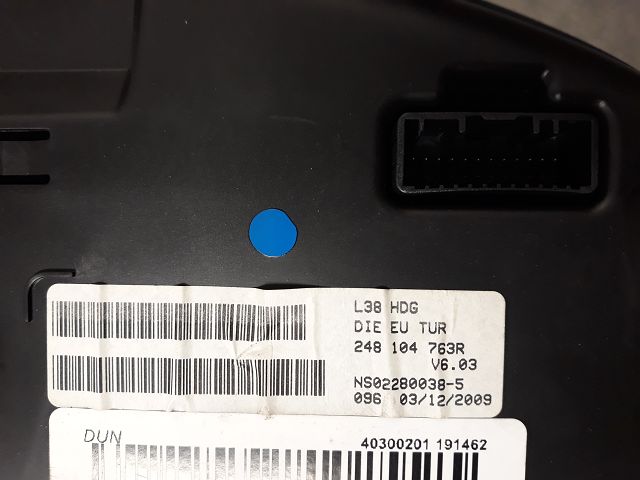 L38 HDG
DIE EU TUR
248 104 763R
V6.03
NS02280038-5
096 03/12/2009
DUN 40300201 191462